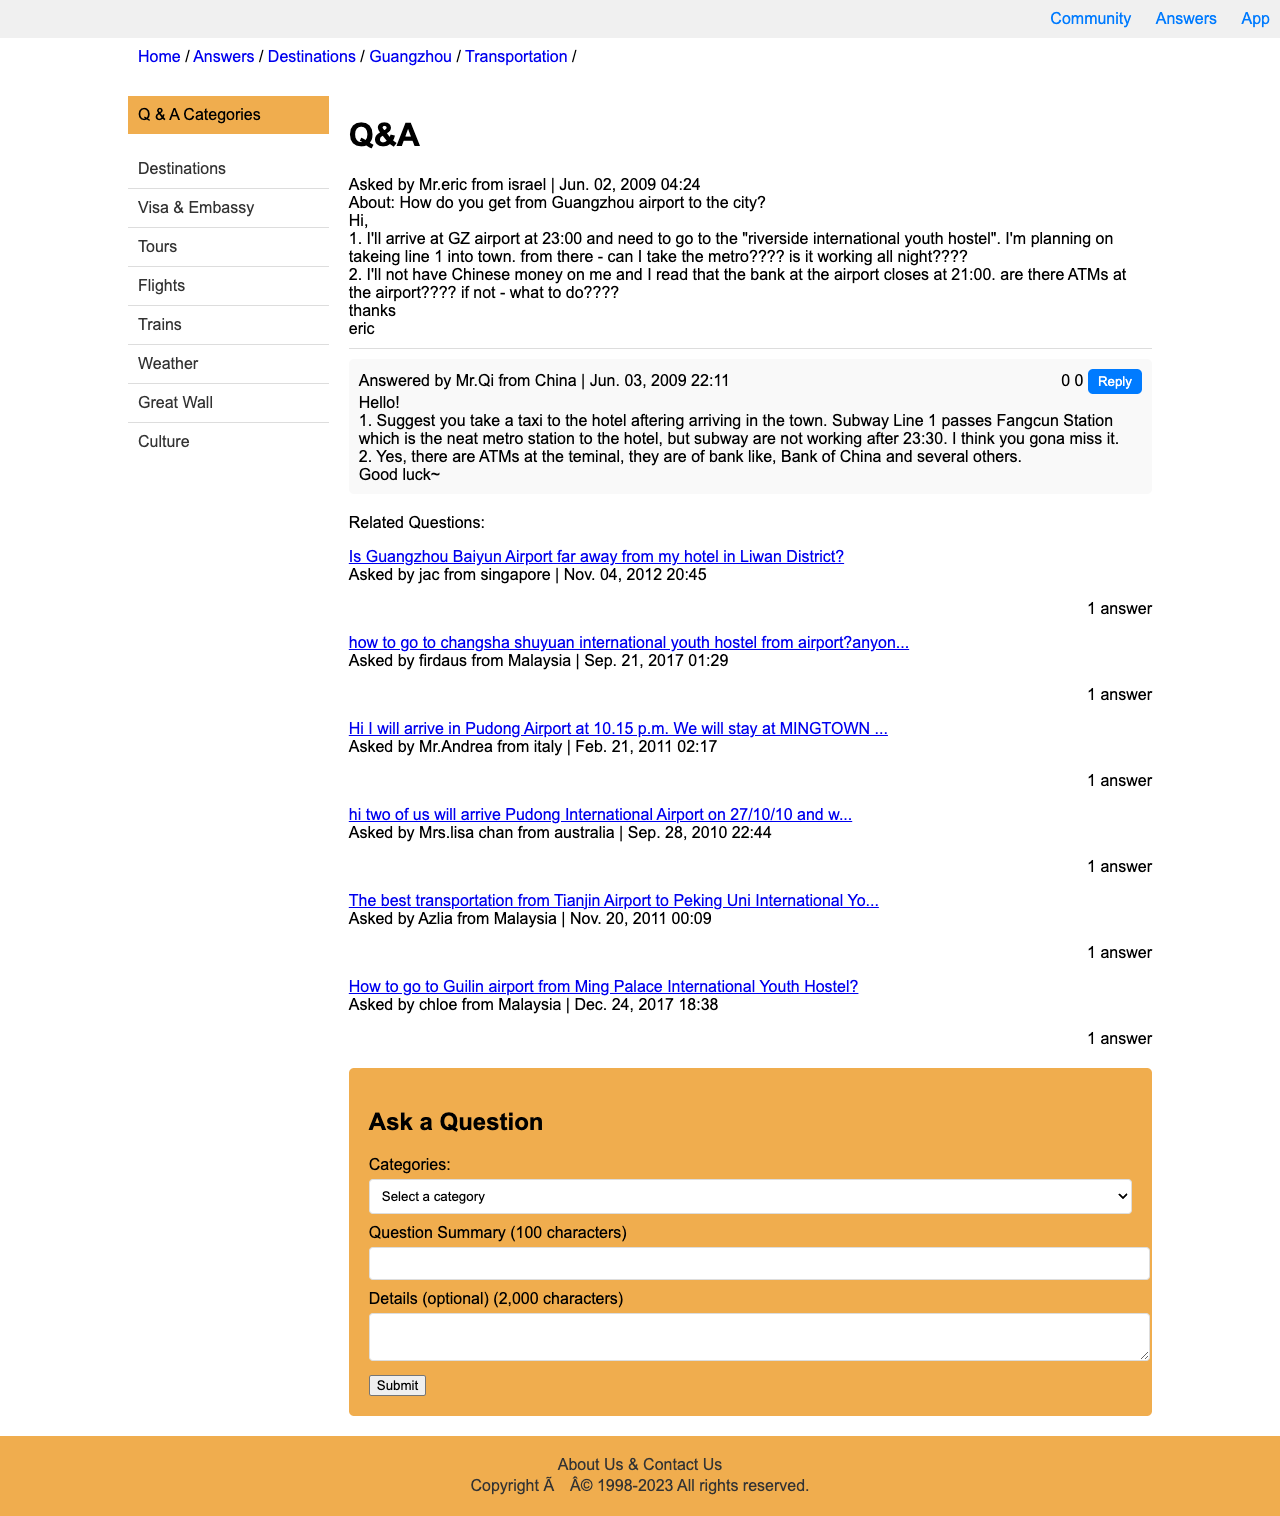 Community Answers App
Home / Answers / Destinations / Guangzhou / Transportation /
Q & A Categories
Destinations
Visa & Embassy
Tours
Flights
Trains
Weather
Great Wall
Culture
Q&A
Asked by Mr.eric from israel | Jun. 02, 2009 04:24
About: How do you get from Guangzhou airport to the city?
Hi,
1. I'll arrive at GZ airport at 23:00 and need to go to the "riverside international youth hostel". I'm planning on
takeing line 1 into town. from there - can I take the metro???? is it working all night????
2. I'll not have Chinese money on me and I read that the bank at the airport closes at 21:00. are there ATMs at
the airport???? if not - what to do????
thanks
eric
Answered by Mr.Qi from China | Jun. 03, 2009 22:11
0 0 Reply
Hello!
1. Suggest you take a taxi to the hotel aftering arriving in the town. Subway Line 1 passes Fangcun Station
which is the neat metro station to the hotel, but subway are not working after 23:30. I think you gona miss it.
2. Yes, there are ATMs at the teminal, they are of bank like, Bank of China and several others.
Good luck~
Related Questions:
Is Guangzhou Baiyun Airport far away from my hotel in Liwan District?
Asked by jac from singapore | Nov. 04, 2012 20:45
1 answer
how to go to changsha shuyuan international youth hostel from airport?anyon...
Asked by firdaus from Malaysia | Sep. 21, 2017 01:29
1 answer
Hi I will arrive in Pudong Airport at 10.15 p.m. We will stay at MINGTOWN ...
Asked by Mr.Andrea from italy | Feb. 21, 2011 02:17
1 answer
hi two of us will arrive Pudong International Airport on 27/10/10 and w...
Asked by Mrs.lisa chan from australia | Sep. 28, 2010 22:44
1 answer
The best transportation from Tianjin Airport to Peking Uni International Yo...
Asked by Azlia from Malaysia | Nov. 20, 2011 00:09
1 answer
How to go to Guilin airport from Ming Palace International Youth Hostel?
Asked by chloe from Malaysia | Dec. 24, 2017 18:38
1 answer
Ask a Question
Categories:
Select a category
Question Summary (100 characters)
Details (optional) (2,000 characters)
Submit
About Us & Contact Us
Copyright Ã Â© 1998-2023 All rights reserved.